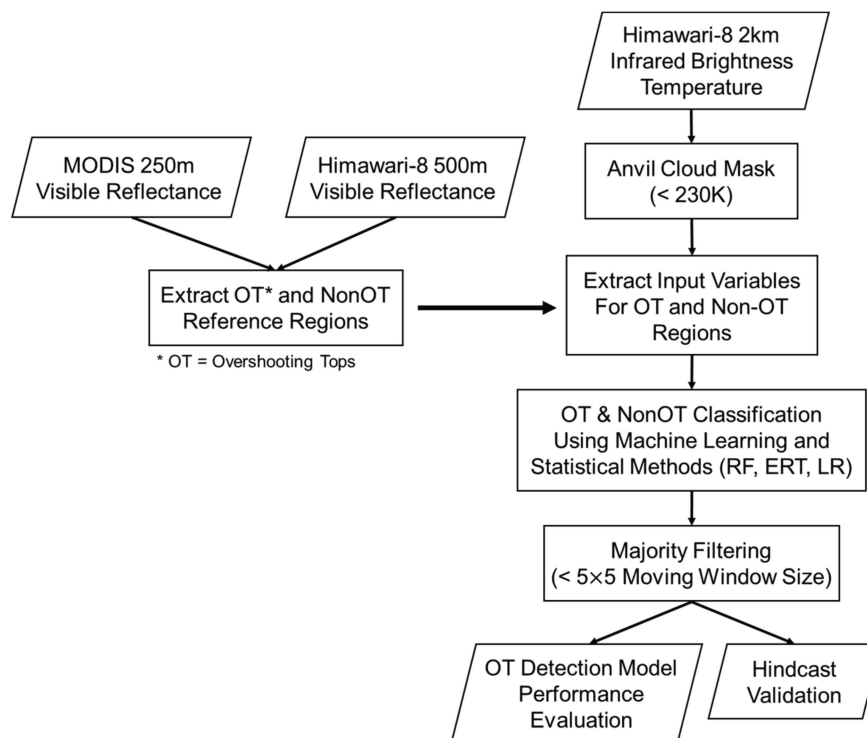 Himawari-8 2km
Infrared Brightness
Temperature
MODIS 250m
Visible Reflectance
Himawari-8 500m
Visible Reflectance
Anvil Cloud Mask
(< 230K)
Extract OT* and NonOT
Reference Regions
* OT = Overshooting Tops
Extract Input Variables
For OT and Non-OT
Regions
OT & NonOT Classification
Using Machine Learning and
Statistical Methods (RF, ERT, LR)
Majority Filtering
(< 5×5 Moving Window Size)
OT Detection Model
Performance
Evaluation
Hindcast
Validation